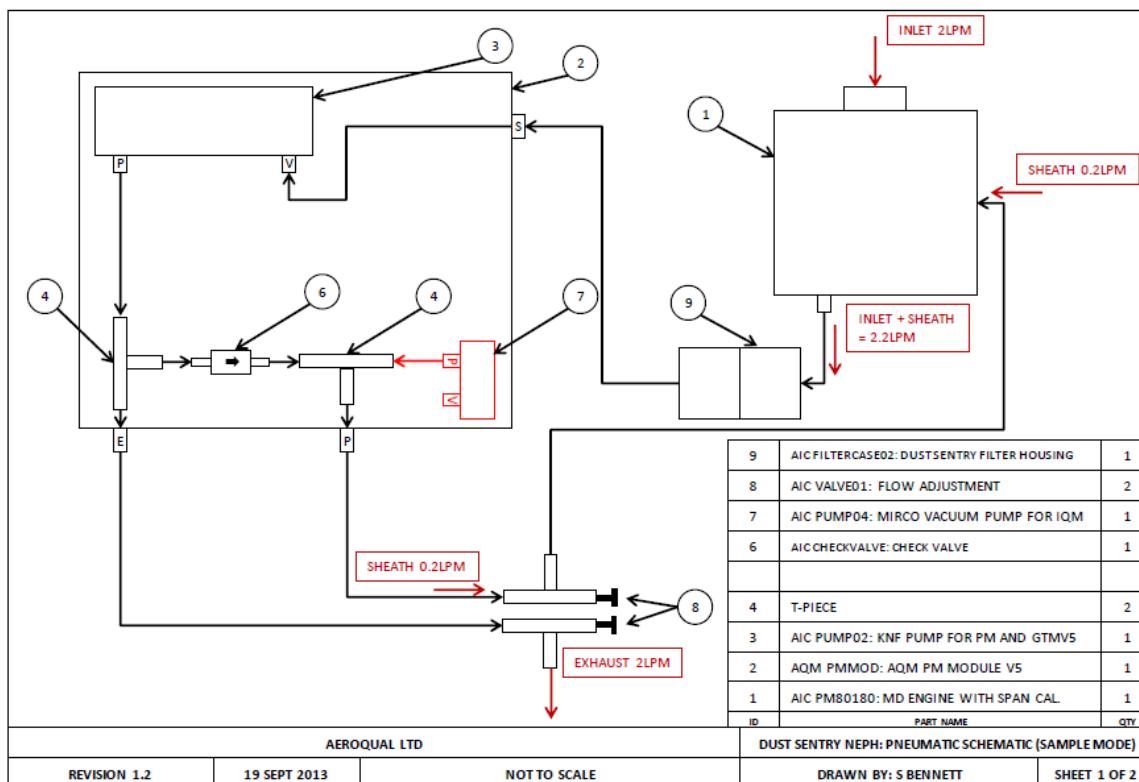 INLET 2LPM
3
2
1
S
SHEATH 0.2LPM
P
V
4
6
4
7
9
INLET + SHEATH
= 2.2LPM
P
V
E
P
SHEATH 0.2LPM
8
EXHAUST 2LPM
9 AIC FILTERCASE02: DUST SENTRY FILTER HOUSING 1
8 AIC VALVE01: FLOW ADJUSTMENT 2
7 AIC PUMP04: MIRCO VACUUM PUMP FOR IQM 1
6 AIC CHECKVALVE: CHECK VALVE 1
4 T-PIECE 2
3 AIC PUMP02: KNF PUMP FOR PM AND GTMV5 1
2 AQM PMMOD: AQM PM MODULE V5 1
1 AIC PM80180: MD ENGINE WITH SPAN CAL. 1
ID PART NAME QTY
AEROQUAL LTD
DUST SENTRY NEPH: PNEUMATIC SCHEMATIC (SAMPLE MODE)
REVISION 1.2
19 SEPT 2013
NOT TO SCALE
DRAWN BY: S BENNETT
SHEET 1 OF 2